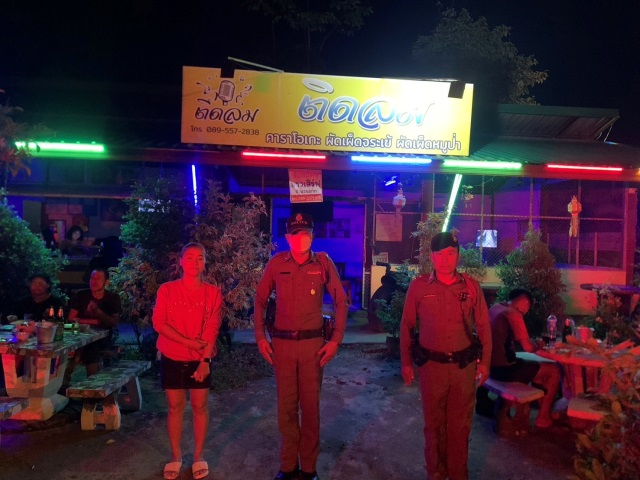 ติดลม
ติดลม
โทร 089-557-2838
คาราโอเกะ ผัดเผ็ดจระเข้ ผัดเผ็ดหมูป่า